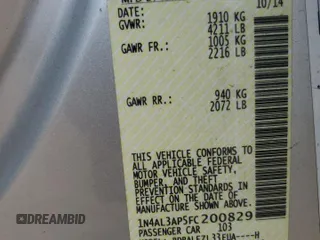 10/14
DATE:
GVWR: 1910 KG
4211 LB
GAWR FR.: 1005 KG
2216 LB
GAWR RR.: 940 KG
2072 LB
THIS VEHICLE CONFORMS TO ALL
APPLICABLE FEDERAL
MOTOR VEHICLE SAFETY,
BUMPER, AND THEFT
PREVENTION STANDARDS
IN EFFECT ON THE DATE OF
MANUFACTURE SHOWN
ABOVE.
1N4AL3AP5FC200829
PASSENGER CAR 103